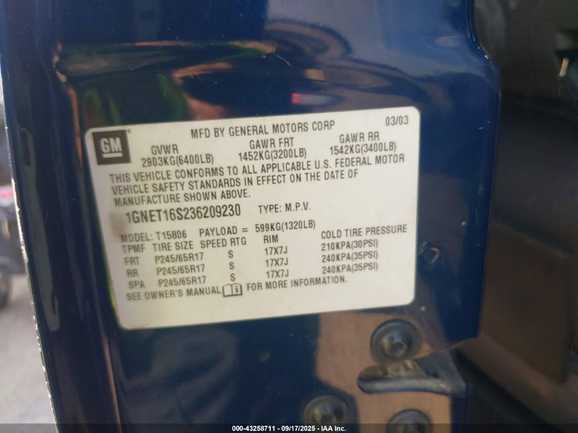 GM
MFD BY GENERAL MOTORS CORP 03/03
GVWR GAWR FRT GAWR RR
2903KG(6400LB) 1452KG(3200LB) 1542KG(3400LB)
THIS VEHICLE CONFORMS TO ALL APPLICABLE U.S. FEDERAL MOTOR
VEHICLE SAFETY STANDARDS IN EFFECT ON THE DATE OF
MANUFACTURE SHOWN ABOVE.
1GNET16S236209230 TYPE: M.P.V.
MODEL: T15806 PAYLOAD = 599KG(1320LB)
TPMF TIRE SIZE SPEED RTG RIM COLD TIRE PRESSURE
FRT P245/65R17 S 17X7J 210KPA(30PSI)
RR P245/65R17 S 17X7J 240KPA(35PSI)
SPA P245/65R17 S 17X7J 240KPA(35PSI)
SEE OWNER'S MANUAL FOR MORE INFORMATION.
000-43258711 - 09/17/2025 - IAA Inc.